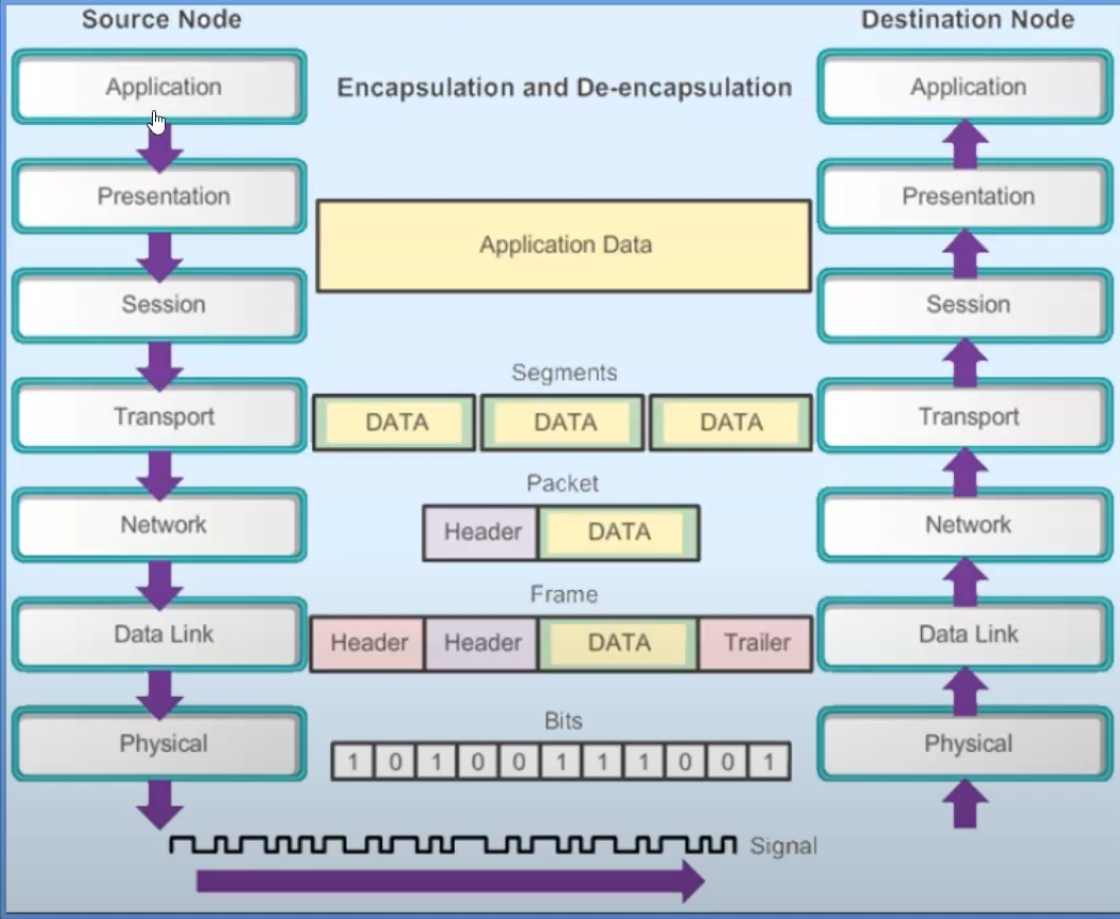 Source Node
Destination Node
Application
Encapsulation and De-encapsulation
Application
Presentation
Presentation
Application Data
Session
Session
Segments
Transport
DATA
DATA
DATA
Transport
Packet
Network
Header
DATA
Network
Frame
Data Link
Header
Header
DATA
Trailer
Data Link
Bits
Physical
1 0 1 0 0 1 1 1 0 0 1
Physical
Signal